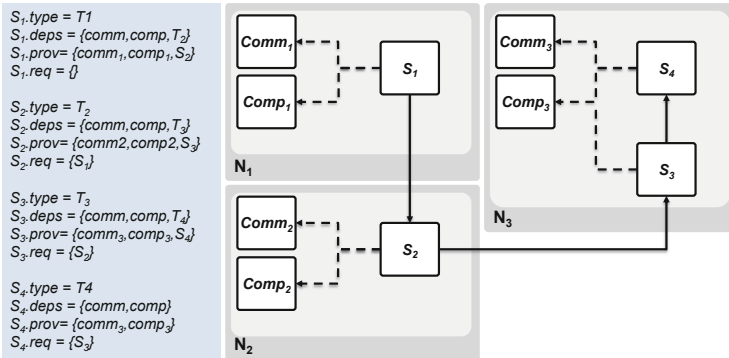 S₁.type = T1
S₁.deps = {comm,comp,T₂}
S₁.prov= {comm₁,comp₁,S₂}
S₁.req = {}
S₂.type = T₂
S₂.deps = {comm,comp,T₃}
S₂.prov= {comm2,comp2,S₃}
S₂.req = {S₁}
S₃.type = T₃
S₃.deps = {comm,comp,T₄}
S₃.prov= {comm₃,comp₃,S₄}
S₃.req = {S₂}
S₄.type = T4
S₄.deps = {comm,comp}
S₄.prov= {comm₃,comp₃}
S₄.req = {S₃}
Comm₁
S₁
Comp₁
N₁
Comm₂
S₂
Comp₂
N₂
Comm₃
S₄
Comp₃
S₃
N₃